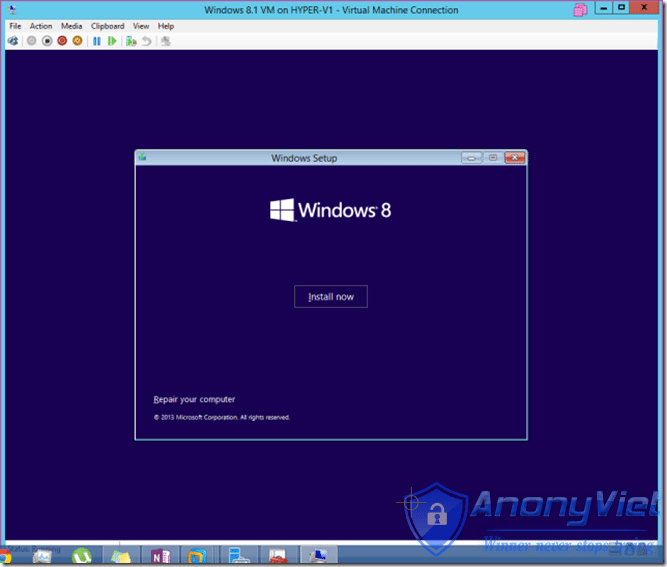 Windows 8.1 VM on HYPER-V1 - Virtual Machine Connection
File Action Media Clipboard View Help
Windows Setup
Windows 8
Install now
Repair your computer
© 2013 Microsoft Corporation. All rights reserved.
AnonyViet
Winner never stops trying